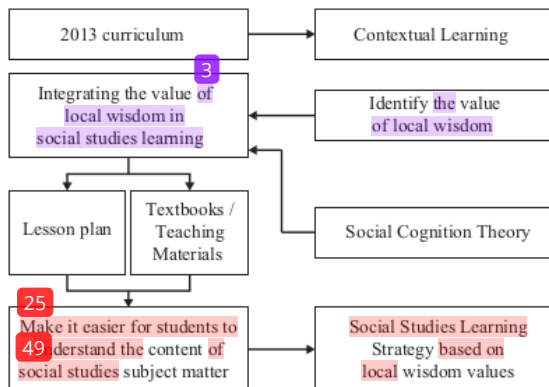 2013 curriculum
Contextual Learning
3
Integrating the value of
local wisdom in
social studies learning
Identify the value
of local wisdom
Lesson plan
Textbooks /
Teaching
Materials
Social Cognition Theory
25
Make it easier for students to
49
understand the content of
social studies subject matter
Social Studies Learning
Strategy based on
local wisdom values